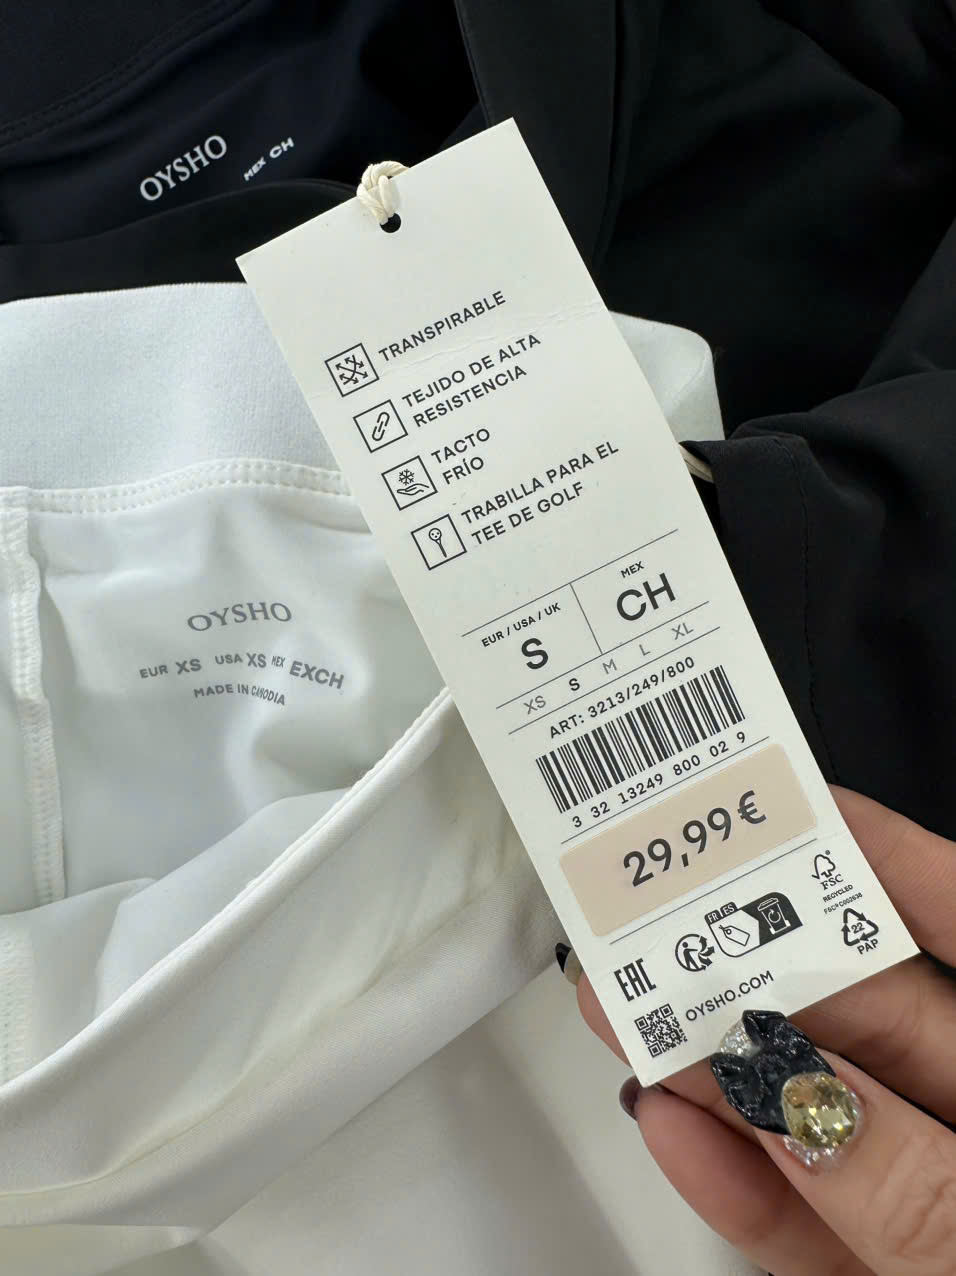 OYSHO
MEX CH
TRANSPIRABLE
TEJIDO DE ALTA
RESISTENCIA
TACTO
FRÍO
TRABILLA PARA EL
TEE DE GOLF
EUR / USA / UK
S
MEX
CH
XS S M L XL
ART: 3213/249/800
3 32 13249 800 02 9
29,99€
FR ES
FSC®
RECYCLED
22
PAP
EAC
OYSHO.COM
OYSHO
EUR XS USA XS MEX EXCH
MADE IN CAMBODIA